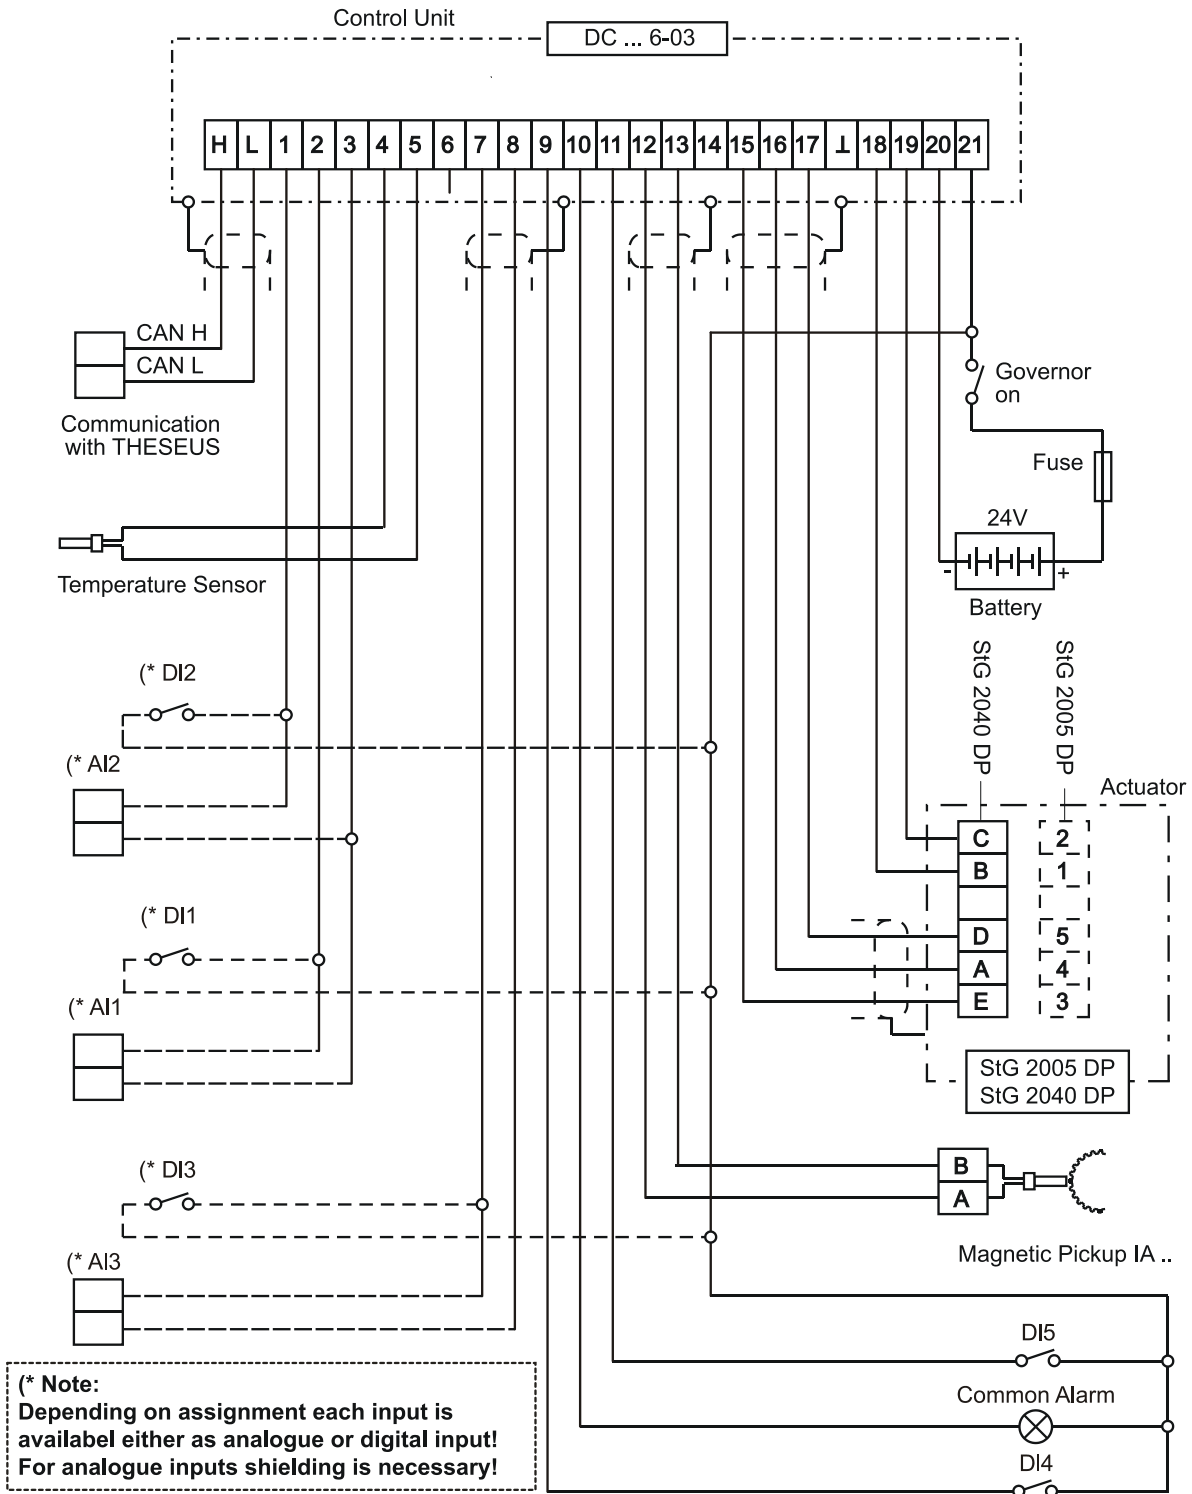 Control Unit
DC ... 6-03
H L 1 2 3 4 5 6 7 8 9 10 11 12 13 14 15 16 17 ⊥ 18 19 20 21
CAN H
CAN L
Communication
with THESEUS
Governor
on
Fuse
24V
- +
Battery
Temperature Sensor
StG 2040 DP
StG 2005 DP
Actuator
C 2
B 1
D 5
A 4
E 3
StG 2005 DP
StG 2040 DP
(* DI2
(* AI2
(* DI1
(* AI1
(* DI3
(* AI3
B
A
Magnetic Pickup IA ..
DI5
Common Alarm
DI4
(* Note:
Depending on assignment each input is
availabel either as analogue or digital input!
For analogue inputs shielding is necessary!